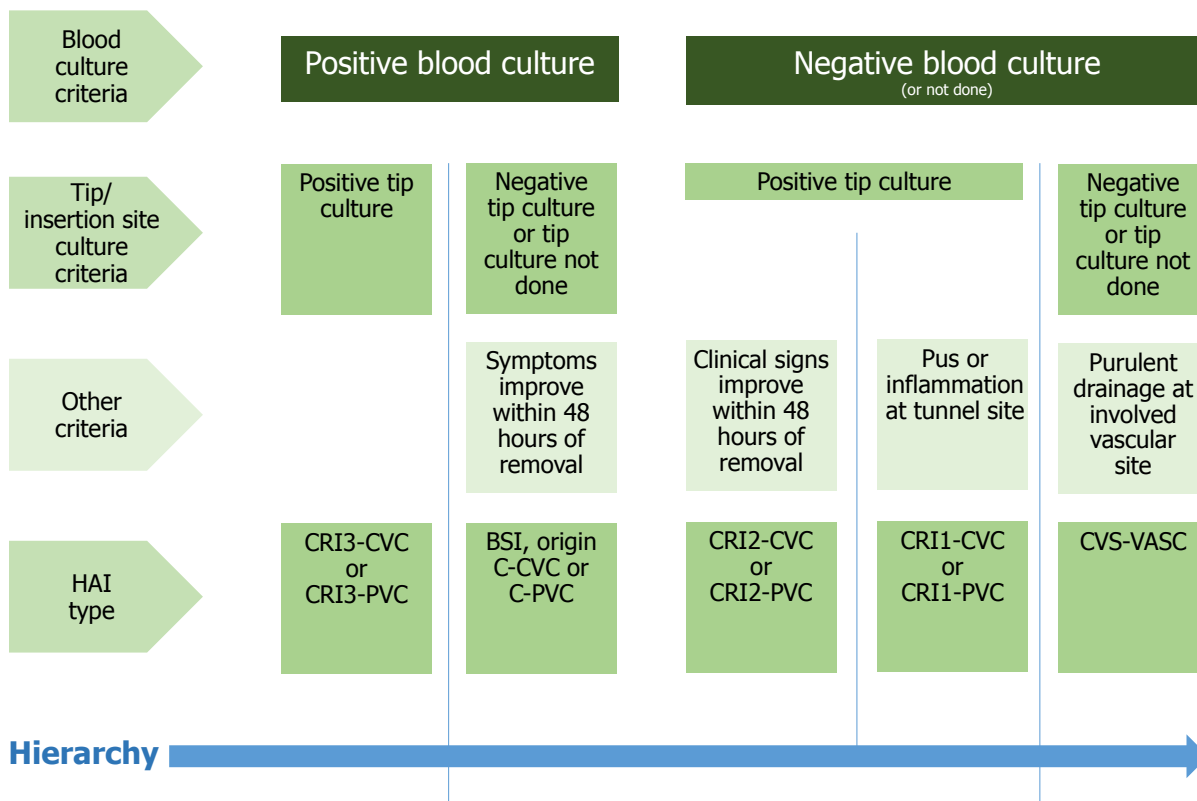 Blood
culture
criteria
Positive blood culture
Negative blood culture
(or not done)
Tip/
insertion site
culture
criteria
Positive tip
culture
Negative
tip culture
or tip
culture not
done
Positive tip culture
Negative
tip culture
or tip
culture not
done
Other
criteria
Symptoms
improve
within 48
hours of
removal
Clinical signs
improve
within 48
hours of
removal
Pus or
inflammation
at tunnel site
Purulent
drainage at
involved
vascular
site
HAI
type
CRI3-CVC
or
CRI3-PVC
BSI, origin
C-CVC or
C-PVC
CRI2-CVC
or
CRI2-PVC
CRI1-CVC
or
CRI1-PVC
CVS-VASC
Hierarchy